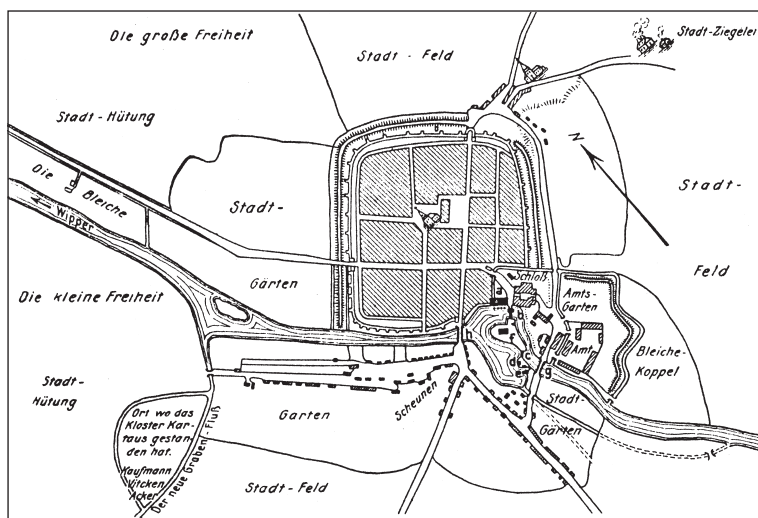 Die große Freiheit
Stadt - Feld
Stadt-Ziegelei
Stadt - Hütung
N
Die Bleiche
Wipper
Stadt -
Gärten
Stadt-
Feld
Die kleine Freiheit
Schloß
Amts-
Garten
Amt
Bleiche-
Koppel
Stadt-
Hütung
Scheunen
Stadt-
Gärten
Garten
Ort wo das
Kloster Kar-
taus gestan-
den hat.
Kaufmann
Vitcken
Acker
Der neue Graben - Fluß
Stadt - Feld